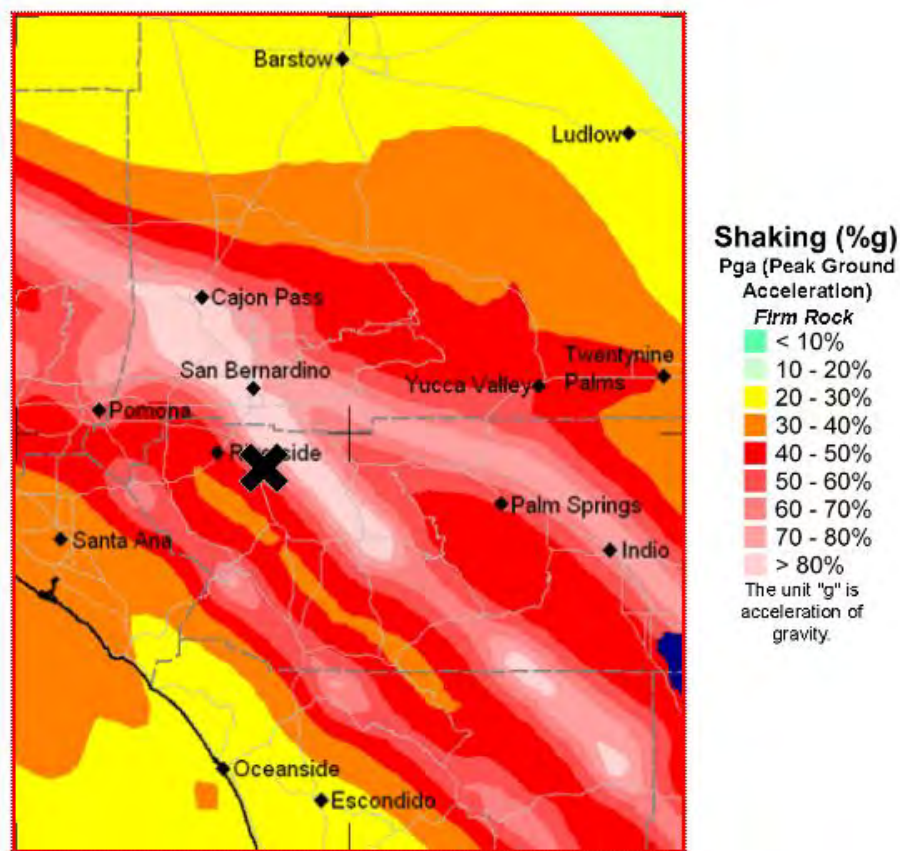 Barstow
Ludlow
Cajon Pass
San Bernardino
Twentynine
Palms
Yucca Valley
Pomona
Riverside
Palm Springs
Santa Ana
Indio
Oceanside
Escondido
Shaking (%g)
Pga (Peak Ground
Acceleration)
Firm Rock
< 10%
10 - 20%
20 - 30%
30 - 40%
40 - 50%
50 - 60%
60 - 70%
70 - 80%
> 80%
The unit "g" is
acceleration of
gravity.